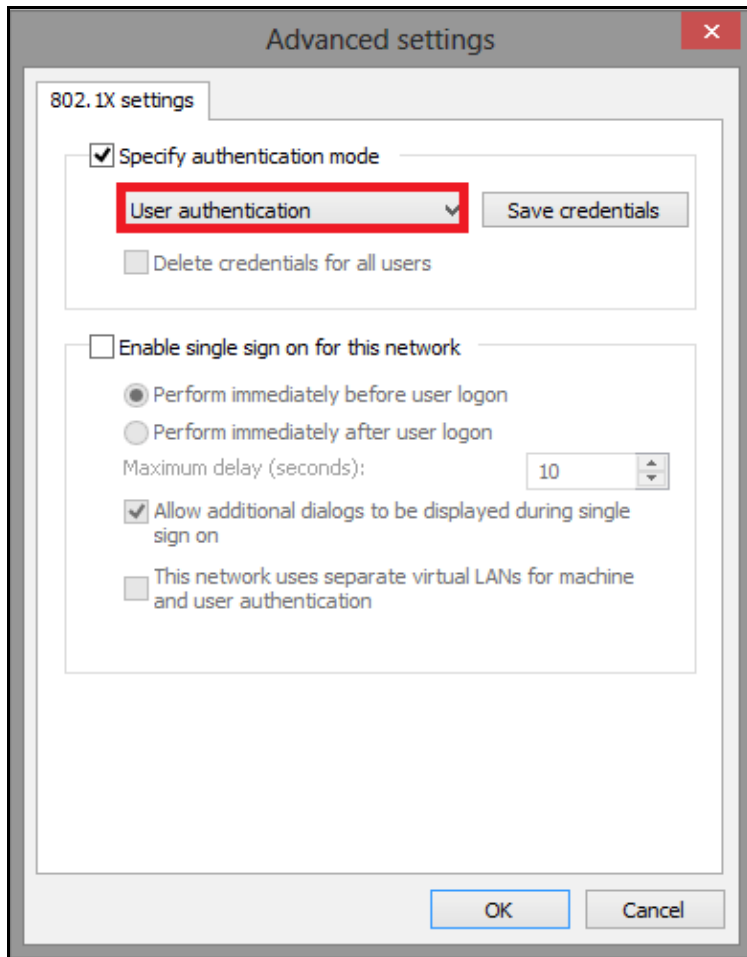 Advanced settings
802.1X settings
Specify authentication mode
User authentication
Save credentials
Delete credentials for all users
Enable single sign on for this network
Perform immediately before user logon
Perform immediately after user logon
Maximum delay (seconds):
10
Allow additional dialogs to be displayed during single
sign on
This network uses separate virtual LANs for machine
and user authentication
OK
Cancel